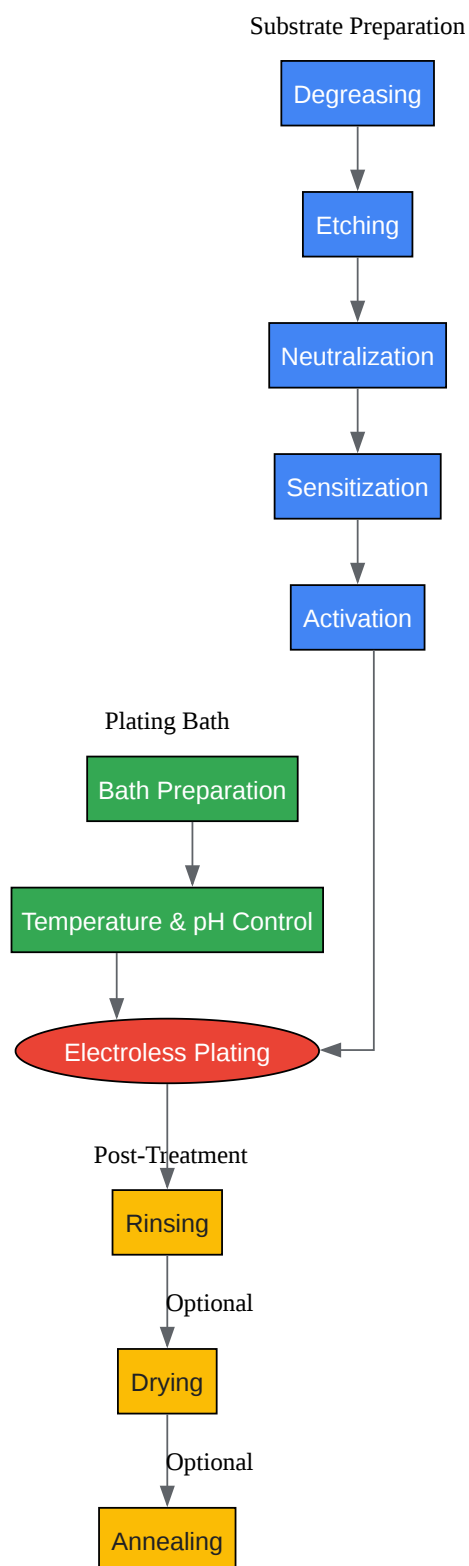 Substrate Preparation
Degreasing
Etching
Neutralization
Sensitization
Activation
Plating Bath
Bath Preparation
Temperature & pH Control
Electroless Plating
Post-Treatment
Rinsing
Optional
Drying
Optional
Annealing